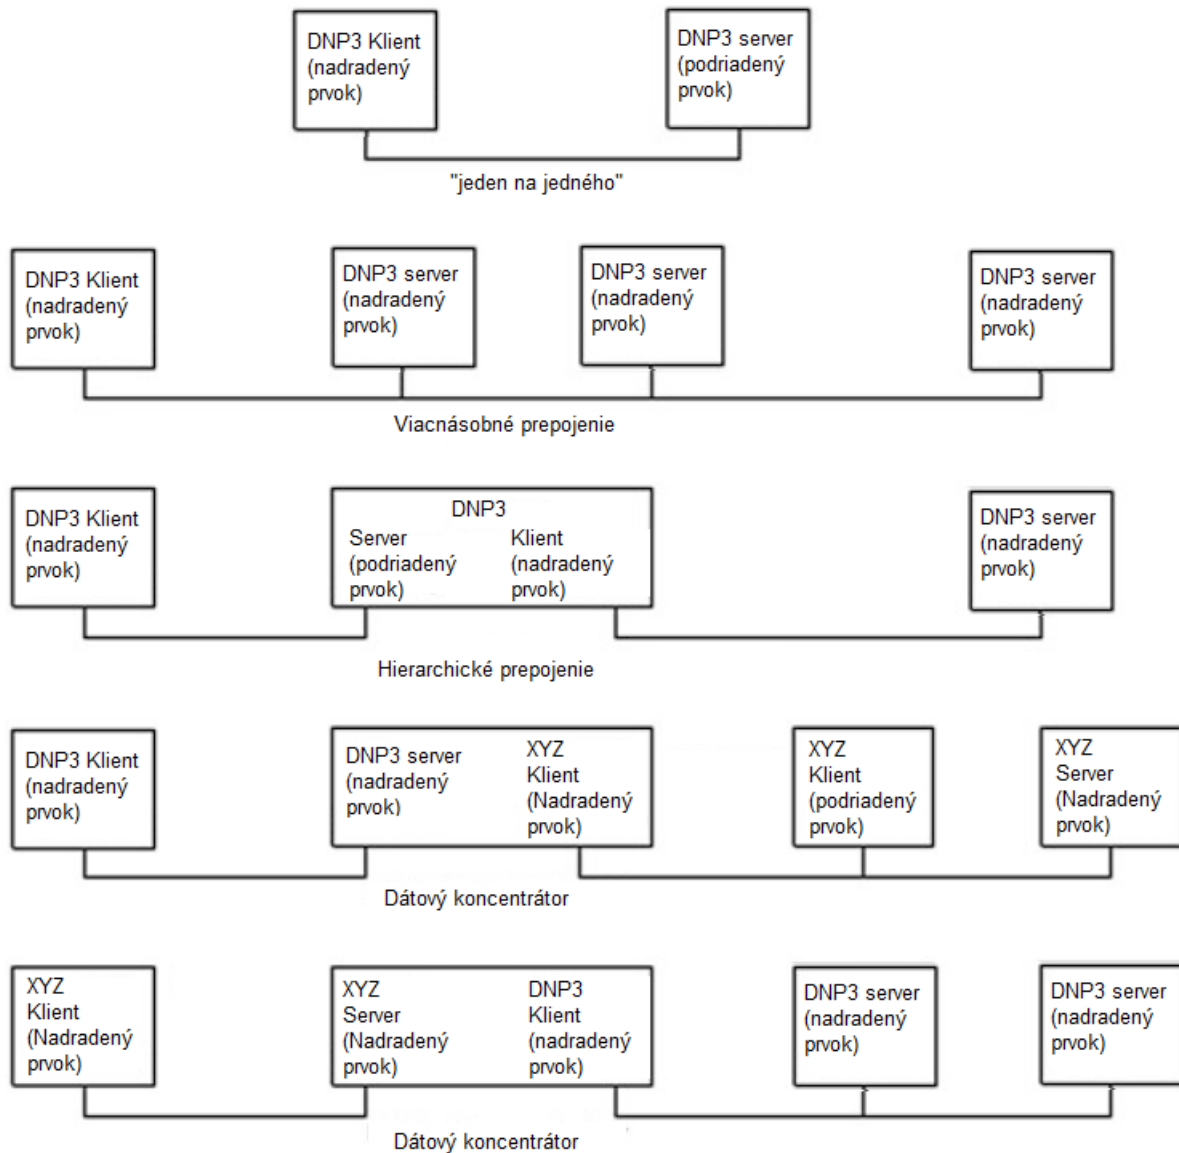 DNP3 Klient
(nadradený
prvok)
DNP3 server
(podriadený
prvok)
"jeden na jedného"
DNP3 Klient
(nadradený
prvok)
DNP3 server
(nadradený
prvok)
DNP3 server
(nadradený
prvok)
DNP3 server
(nadradený
prvok)
Viacnásobné prepojenie
DNP3 Klient
(nadradený
prvok)
DNP3
Server
(podriadený
prvok)
Klient
(nadradený
prvok)
DNP3 server
(nadradený
prvok)
Hierarchické prepojenie
DNP3 Klient
(nadradený
prvok)
DNP3 server
(nadradený
prvok)
XYZ
Klient
(Nadradený
prvok)
XYZ
Klient
(podriadený
prvok)
XYZ
Server
(Nadradený
prvok)
Dátový koncentrátor
XYZ
Klient
(Nadradený
prvok)
XYZ
Server
(Nadradený
prvok)
DNP3
Klient
(nadradený
prvok)
DNP3 server
(nadradený
prvok)
DNP3 server
(nadradený
prvok)
Dátový koncentrátor